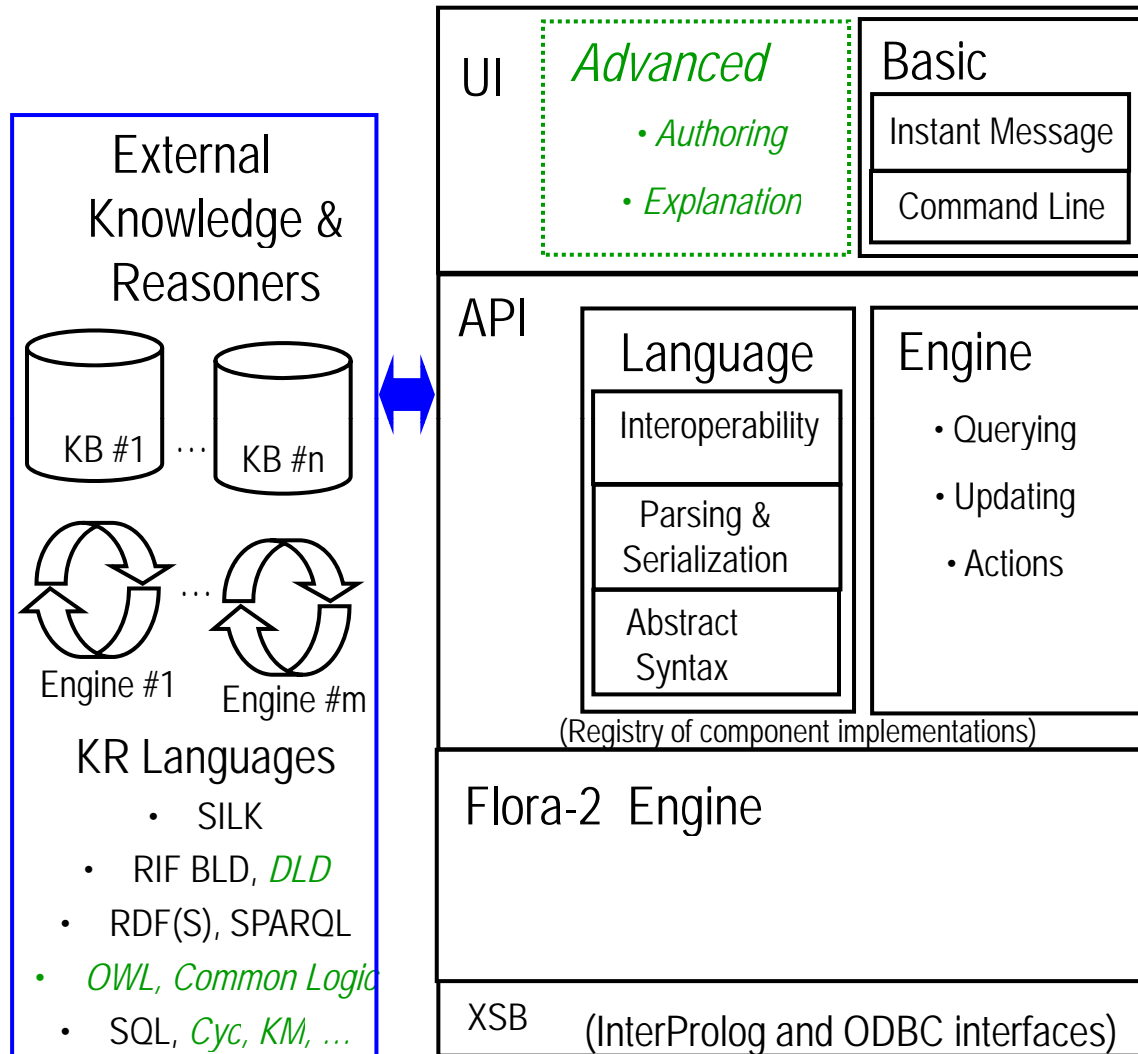 External
Knowledge &
Reasoners
KB #1
...
KB #n
...
Engine #1
Engine #m
KR Languages
• SILK
• RIF BLD, DLD
• RDF(S), SPARQL
• OWL, Common Logic
• SQL, Cyc, KM, ...
UI
Advanced
• Authoring
• Explanation
Basic
Instant Message
Command Line
API
Language
Interoperability
Parsing &
Serialization
Abstract
Syntax
Engine
• Querying
• Updating
• Actions
(Registry of component implementations)
Flora-2 Engine
XSB (InterProlog and ODBC interfaces)